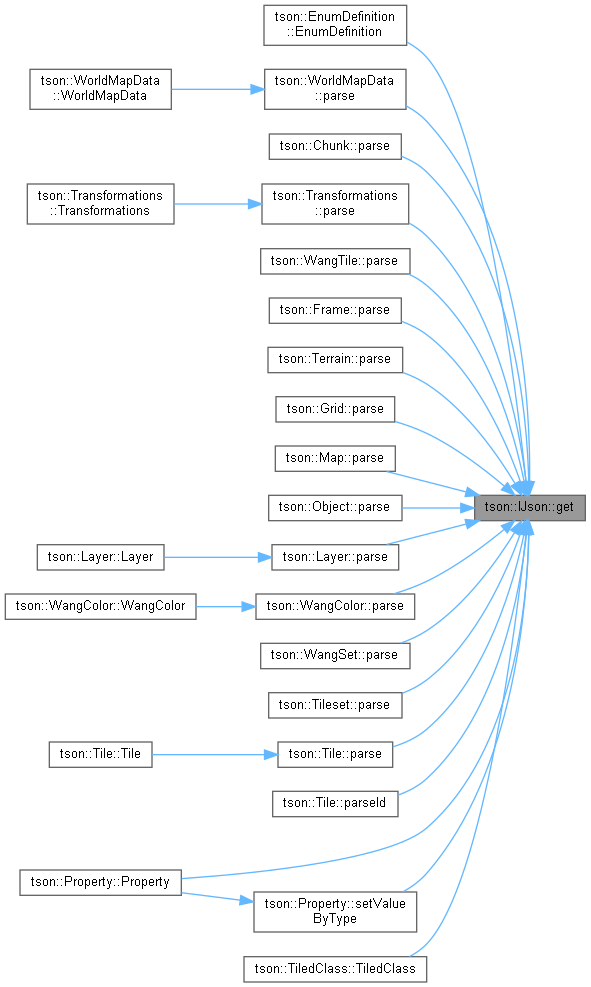 tson::EnumDefinition
::EnumDefinition
tson::WorldMapData
::WorldMapData
tson::WorldMapData
::parse
tson::Chunk::parse
tson::Transformations
::Transformations
tson::Transformations
::parse
tson::WangTile::parse
tson::Frame::parse
tson::Terrain::parse
tson::Grid::parse
tson::Map::parse
tson::IJson::get
tson::Object::parse
tson::Layer::Layer
tson::Layer::parse
tson::WangColor::WangColor
tson::WangColor::parse
tson::WangSet::parse
tson::Tileset::parse
tson::Tile::Tile
tson::Tile::parse
tson::Tile::parseId
tson::Property::Property
tson::Property::setValue
ByType
tson::TiledClass::TiledClass